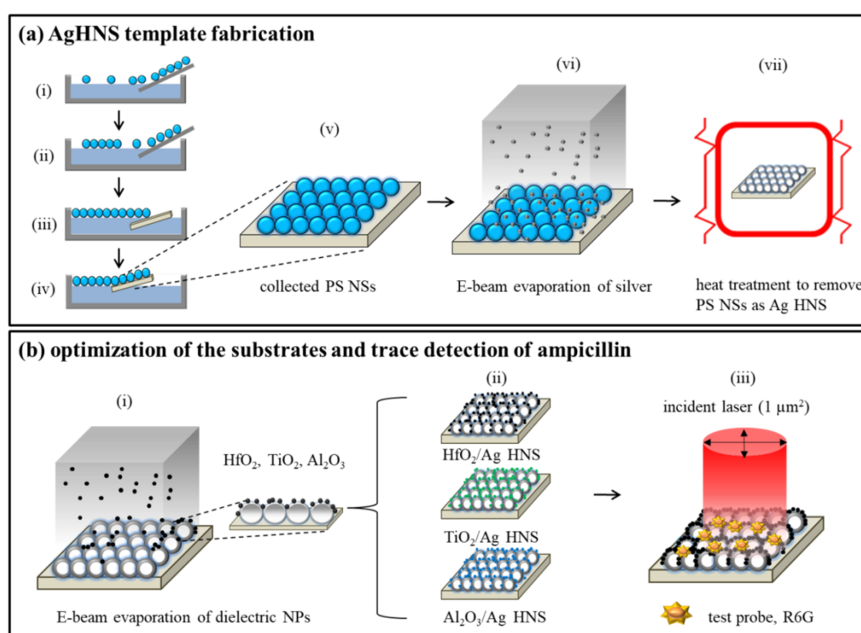 (a) AgHNS template fabrication
(i)
(ii)
(iii)
(iv)
(v)
collected PS NSs
(vi)
E-beam evaporation of silver
(vii)
heat treatment to remove
PS NSs as Ag HNS
(b) optimization of the substrates and trace detection of ampicillin
(i)
E-beam evaporation of dielectric NPs
HfO₂, TiO₂, Al₂O₃
(ii)
HfO₂/Ag HNS
TiO₂/Ag HNS
Al₂O₃/Ag HNS
(iii)
incident laser (1 µm²)
test probe, R6G